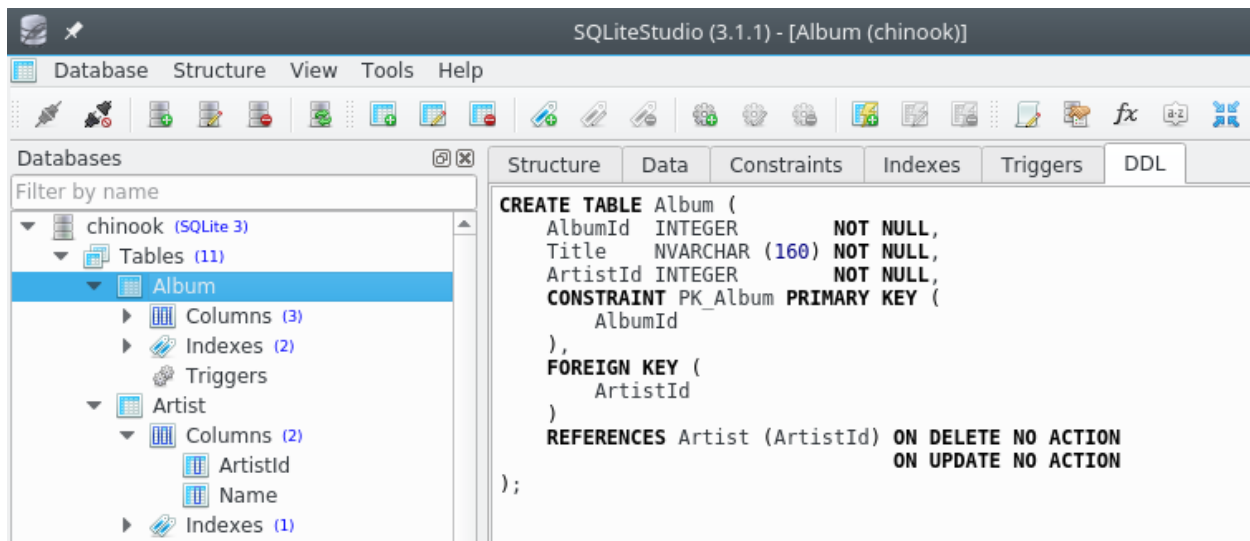 SQLiteStudio (3.1.1) - [Album (chinook)]
Database Structure View Tools Help
fx a-z
Databases
Filter by name
chinook (SQLite 3)
Tables (11)
Album
Columns (3)
Indexes (2)
Triggers
Artist
Columns (2)
ArtistId
Name
Indexes (1)
Structure Data Constraints Indexes Triggers DDL
CREATE TABLE Album (
    AlbumId  INTEGER        NOT NULL,
    Title    NVARCHAR (160) NOT NULL,
    ArtistId INTEGER        NOT NULL,
    CONSTRAINT PK_Album PRIMARY KEY (
        AlbumId
    ),
    FOREIGN KEY (
        ArtistId
    )
    REFERENCES Artist (ArtistId) ON DELETE NO ACTION
                                 ON UPDATE NO ACTION
);